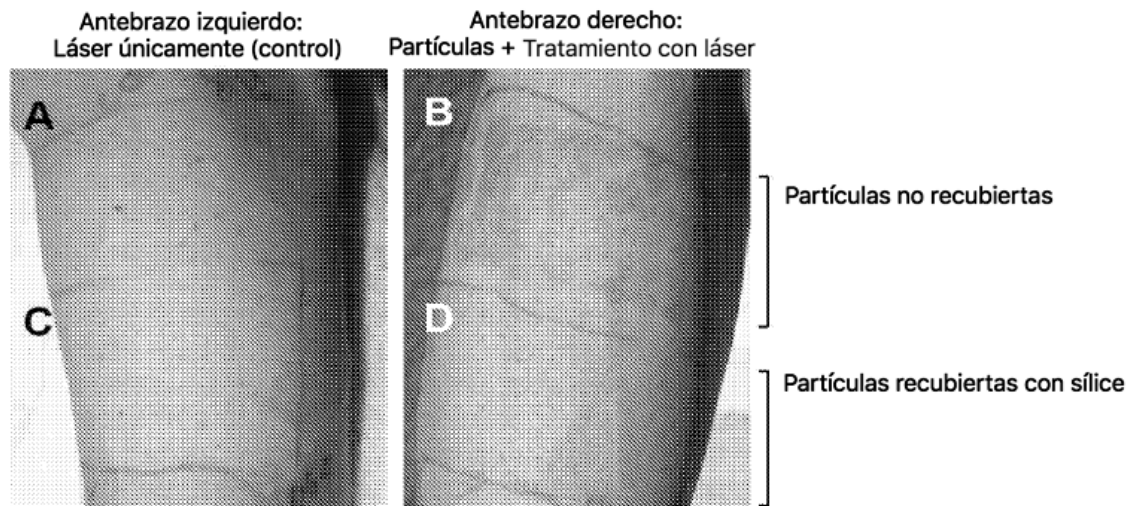 Antebrazo izquierdo:
Láser únicamente (control)
Antebrazo derecho:
Partículas + Tratamiento con láser
A
B
Partículas no recubiertas
C
D
Partículas recubiertas con sílice